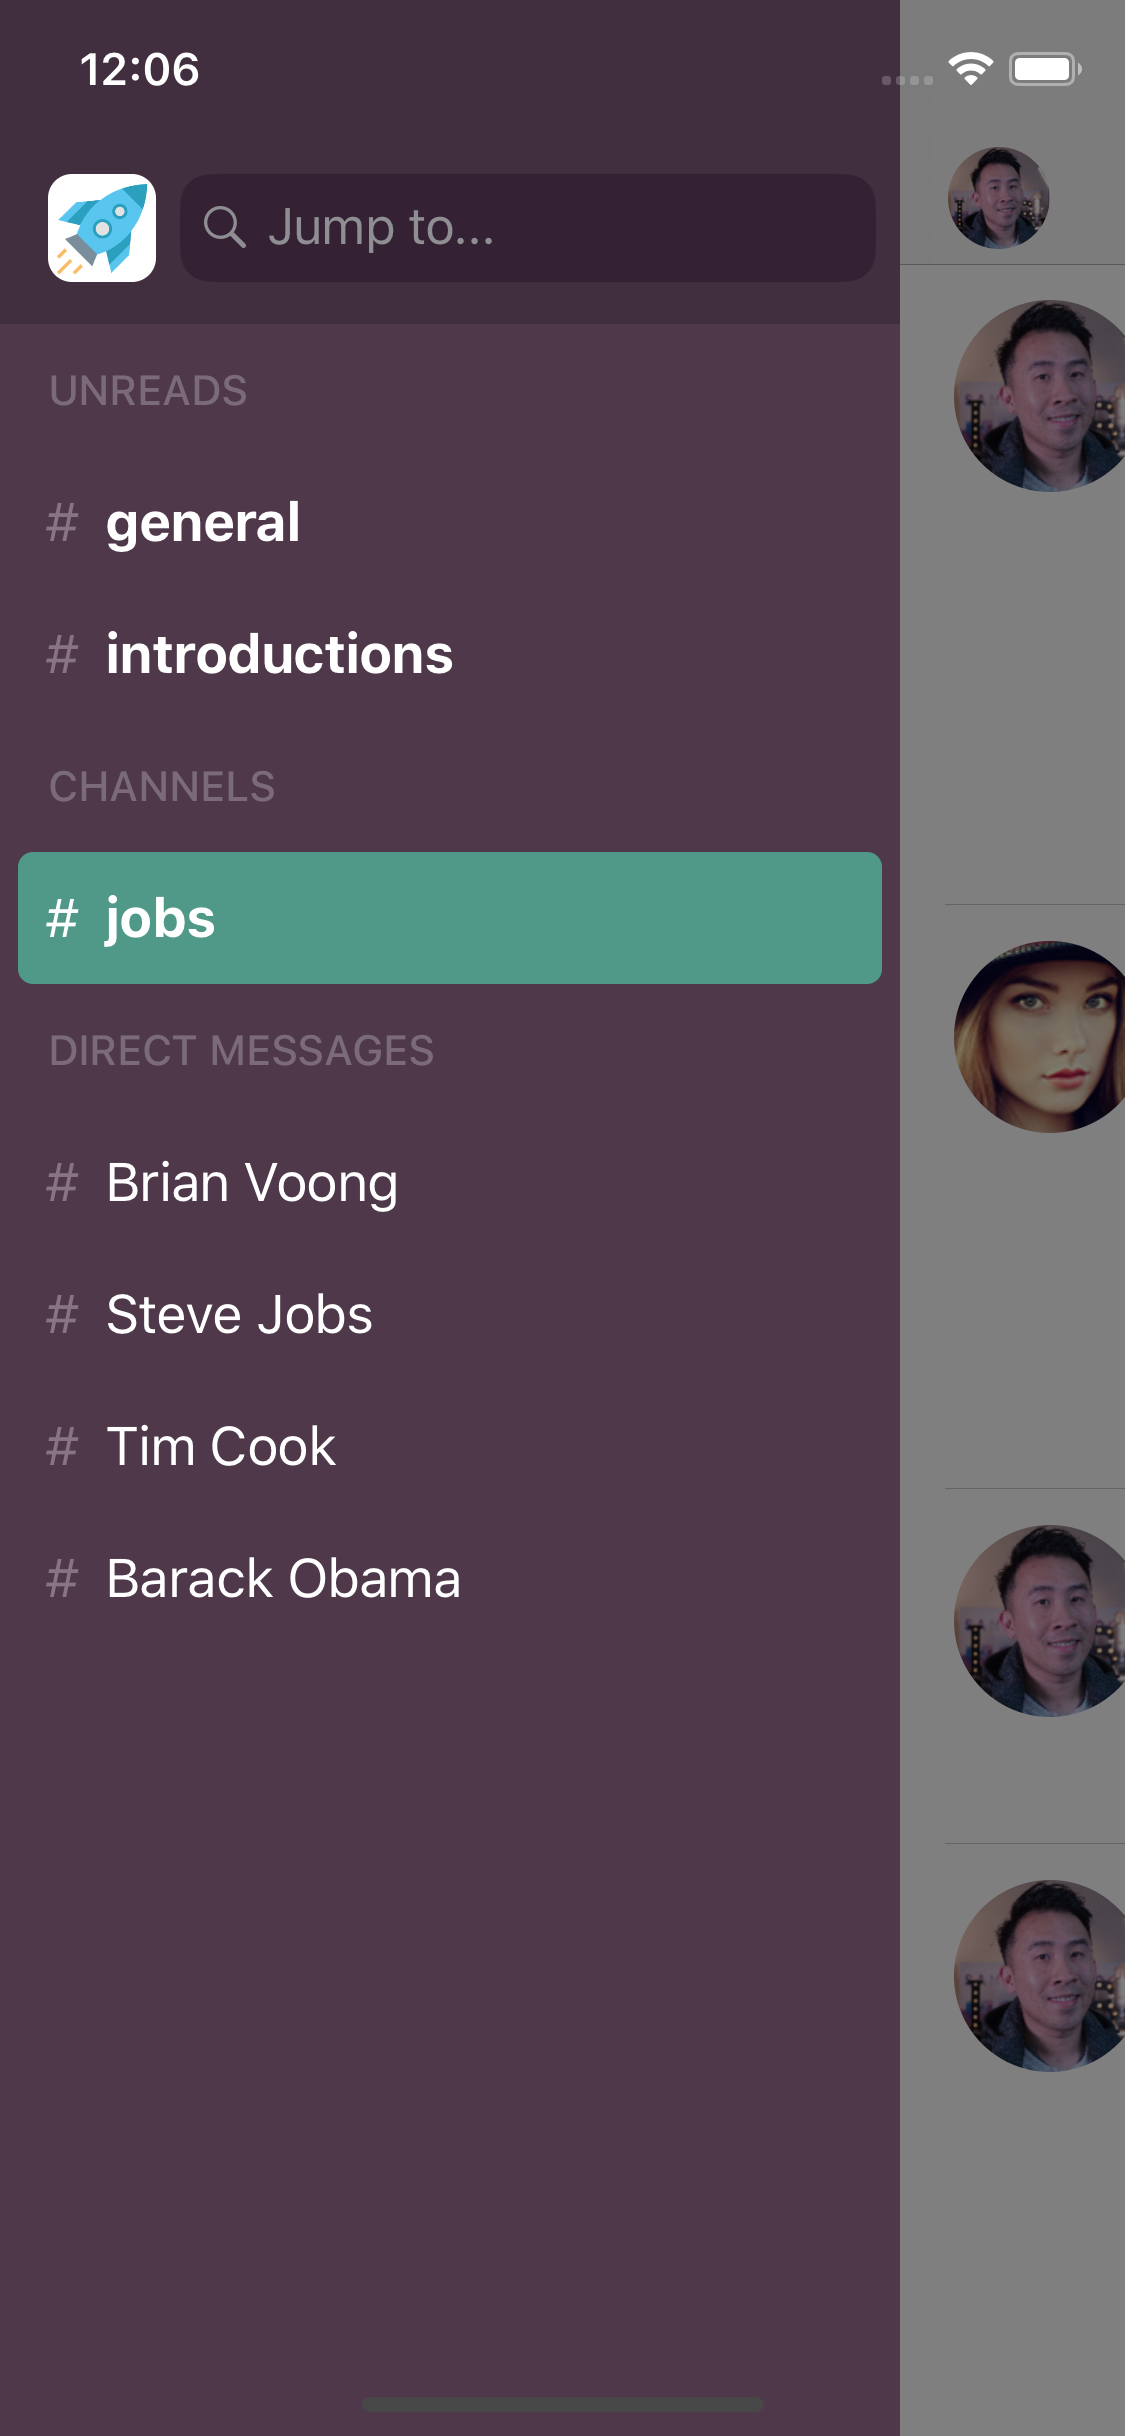 12:06
Jump to...
UNREADS
# general
# introductions
CHANNELS
# jobs
DIRECT MESSAGES
# Brian Voong
# Steve Jobs
# Tim Cook
# Barack Obama